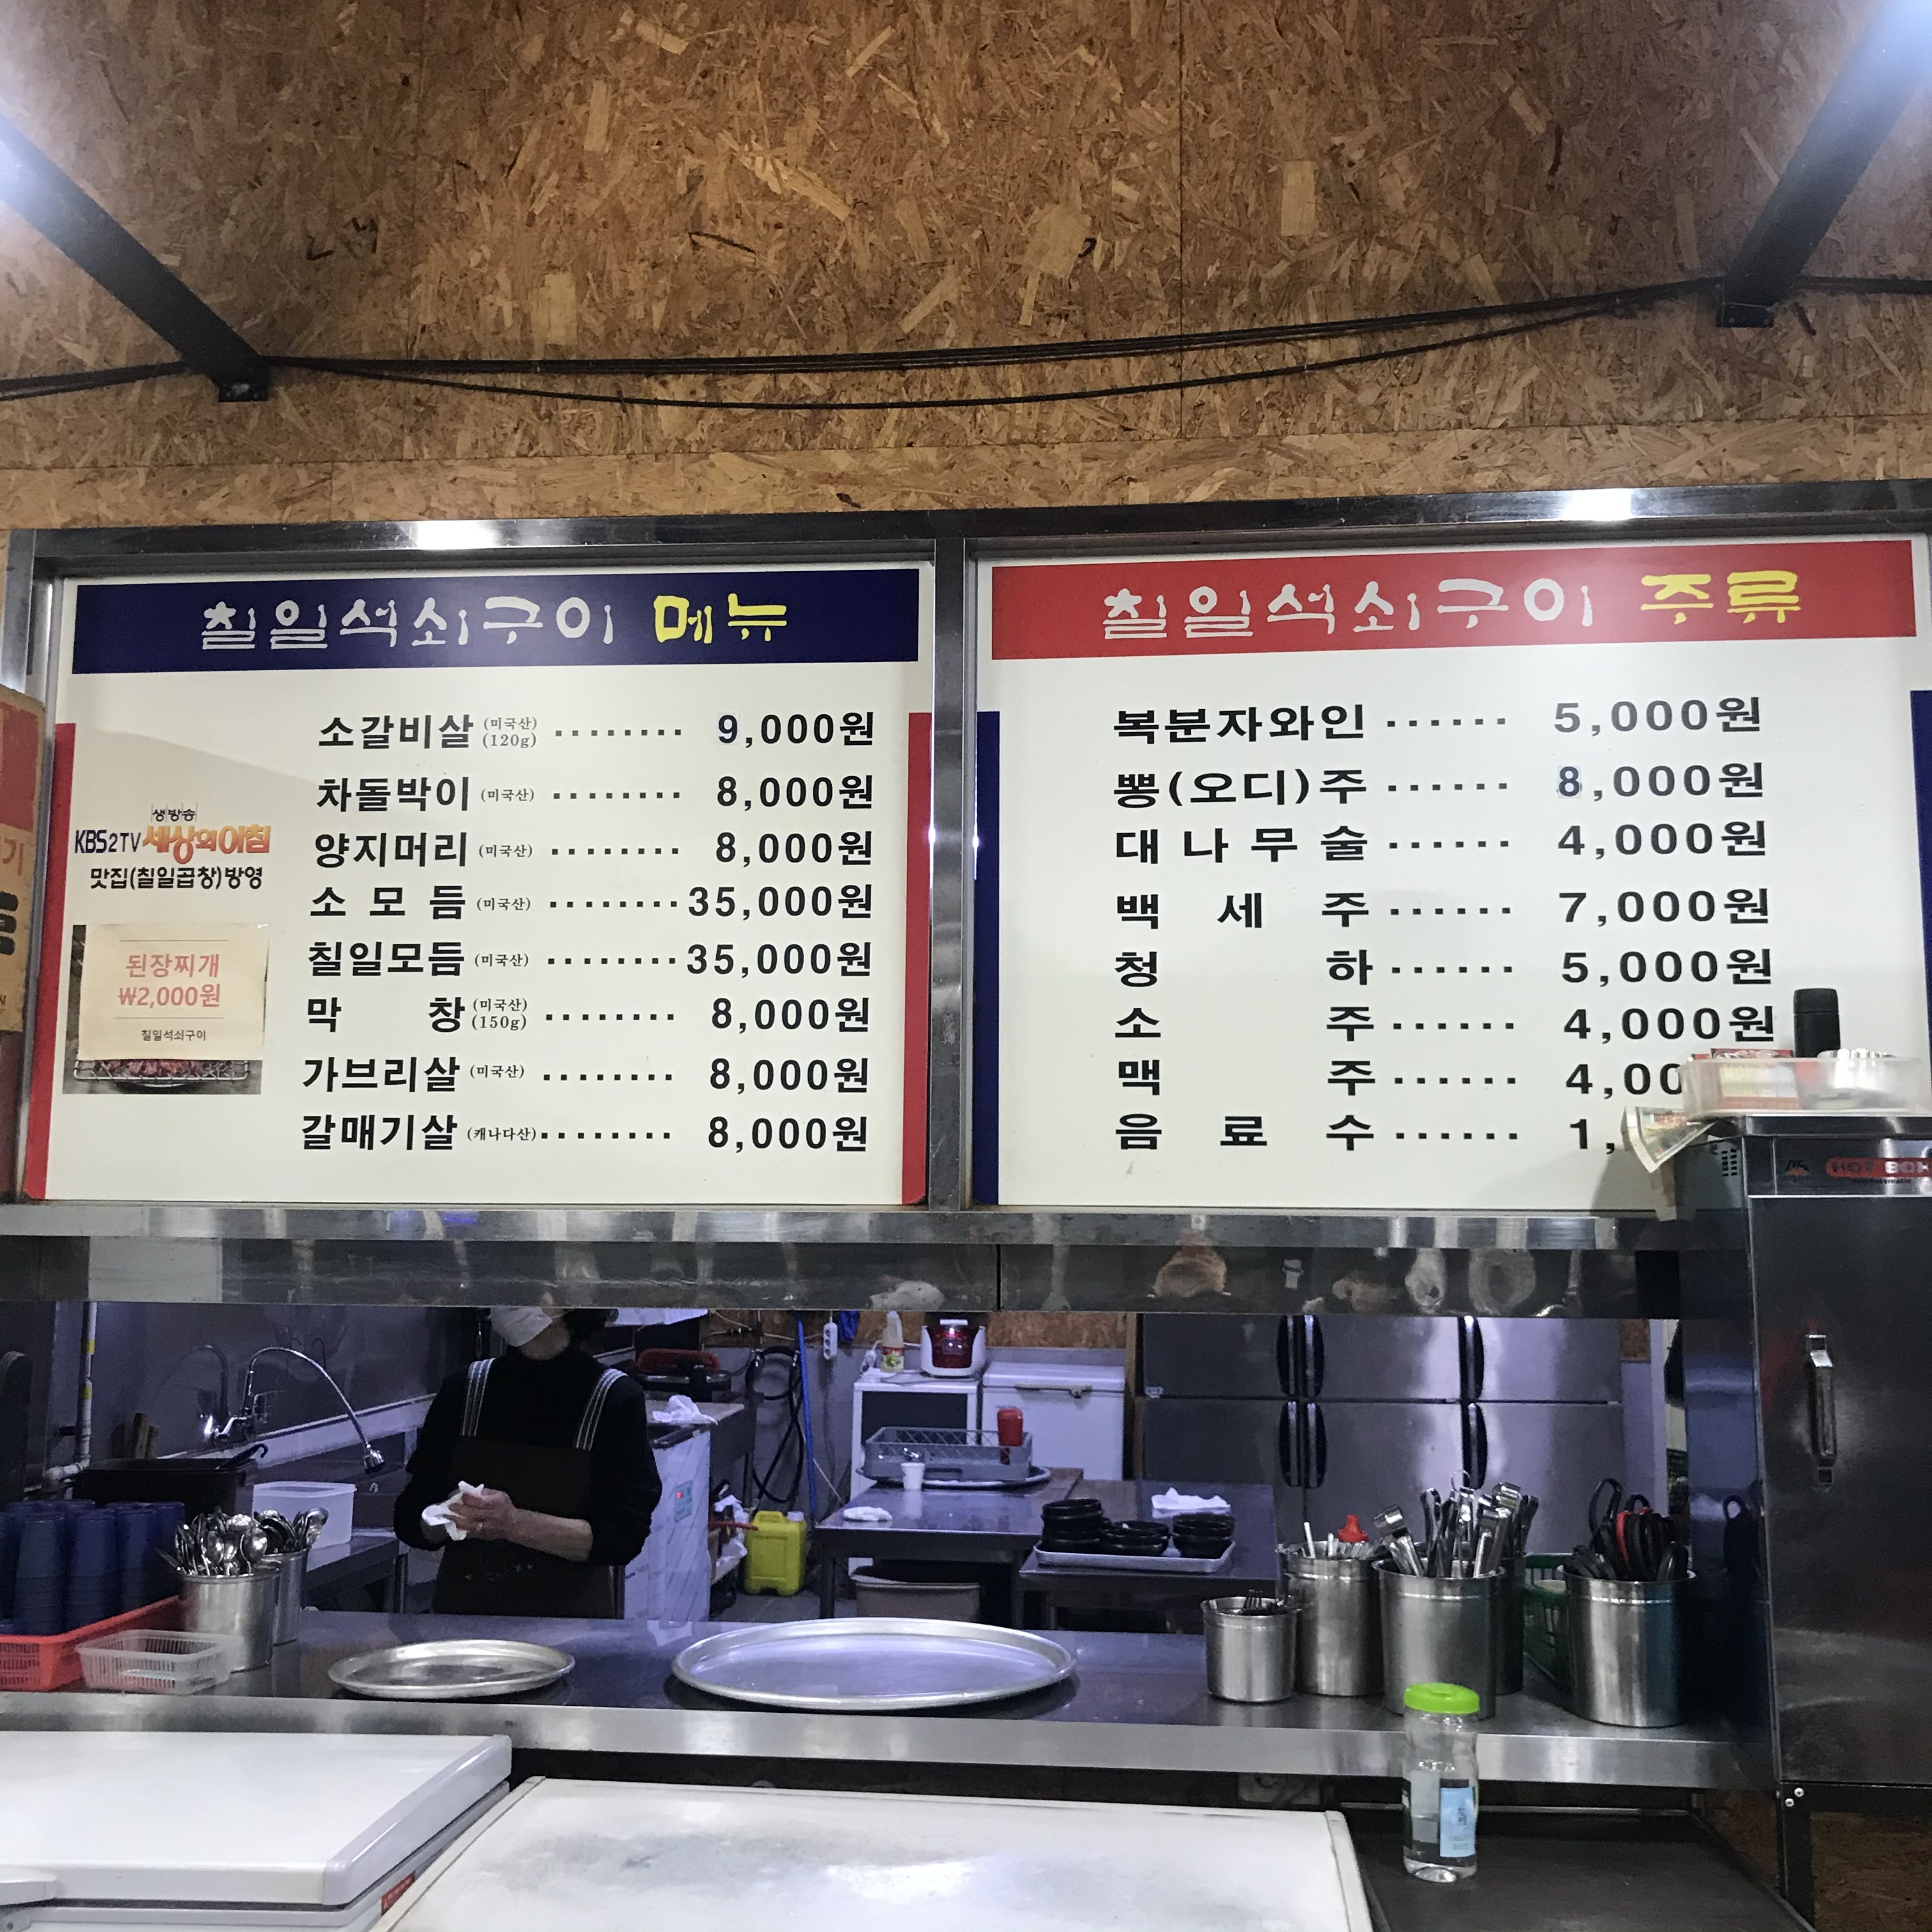 칠일석쇠구이 메뉴
소갈비살 (미국산) (120g) ········ 9,000원
차돌박이 (미국산) ········ 8,000원
양지머리 (미국산) ········ 8,000원
소 모 듬 (미국산) ········ 35,000원
칠일모듬 (미국산) ········ 35,000원
막 창 (미국산) (150g) ········ 8,000원
가브리살 (미국산) ········ 8,000원
갈매기살 (캐나다산) ········ 8,000원
생방송
KBS2TV 세상의아침
맛집(칠일곱창)방영
된장찌개
₩2,000원
칠일석쇠구이
칠일석쇠구이 주류
복분자와인 ······ 5,000원
뽕(오디)주 ······ 8,000원
대 나 무 술 ······ 4,000원
백 세 주 ······ 7,000원
청 하 ······ 5,000원
소 주 ······ 4,000원
맥 주 ······ 4,00
음 료 수 ······ 1,
HOT BOX